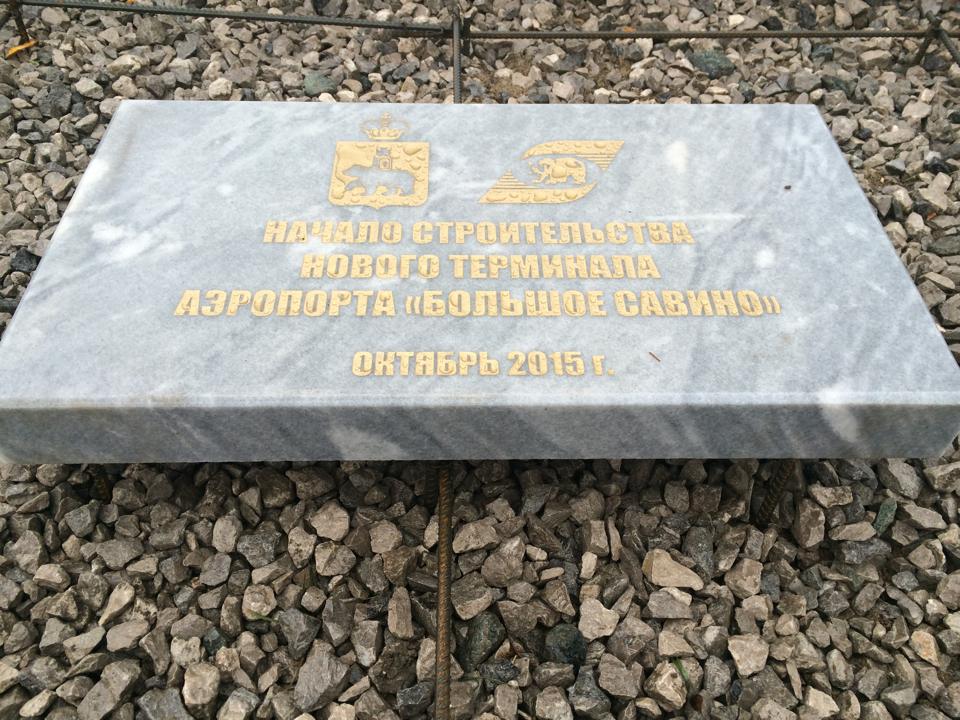 НАЧАЛО СТРОИТЕЛЬСТВА
НОВОГО ТЕРМИНАЛА
АЭРОПОРТА «БОЛЬШОЕ САВИНО»
ОКТЯБРЬ 2015 г.